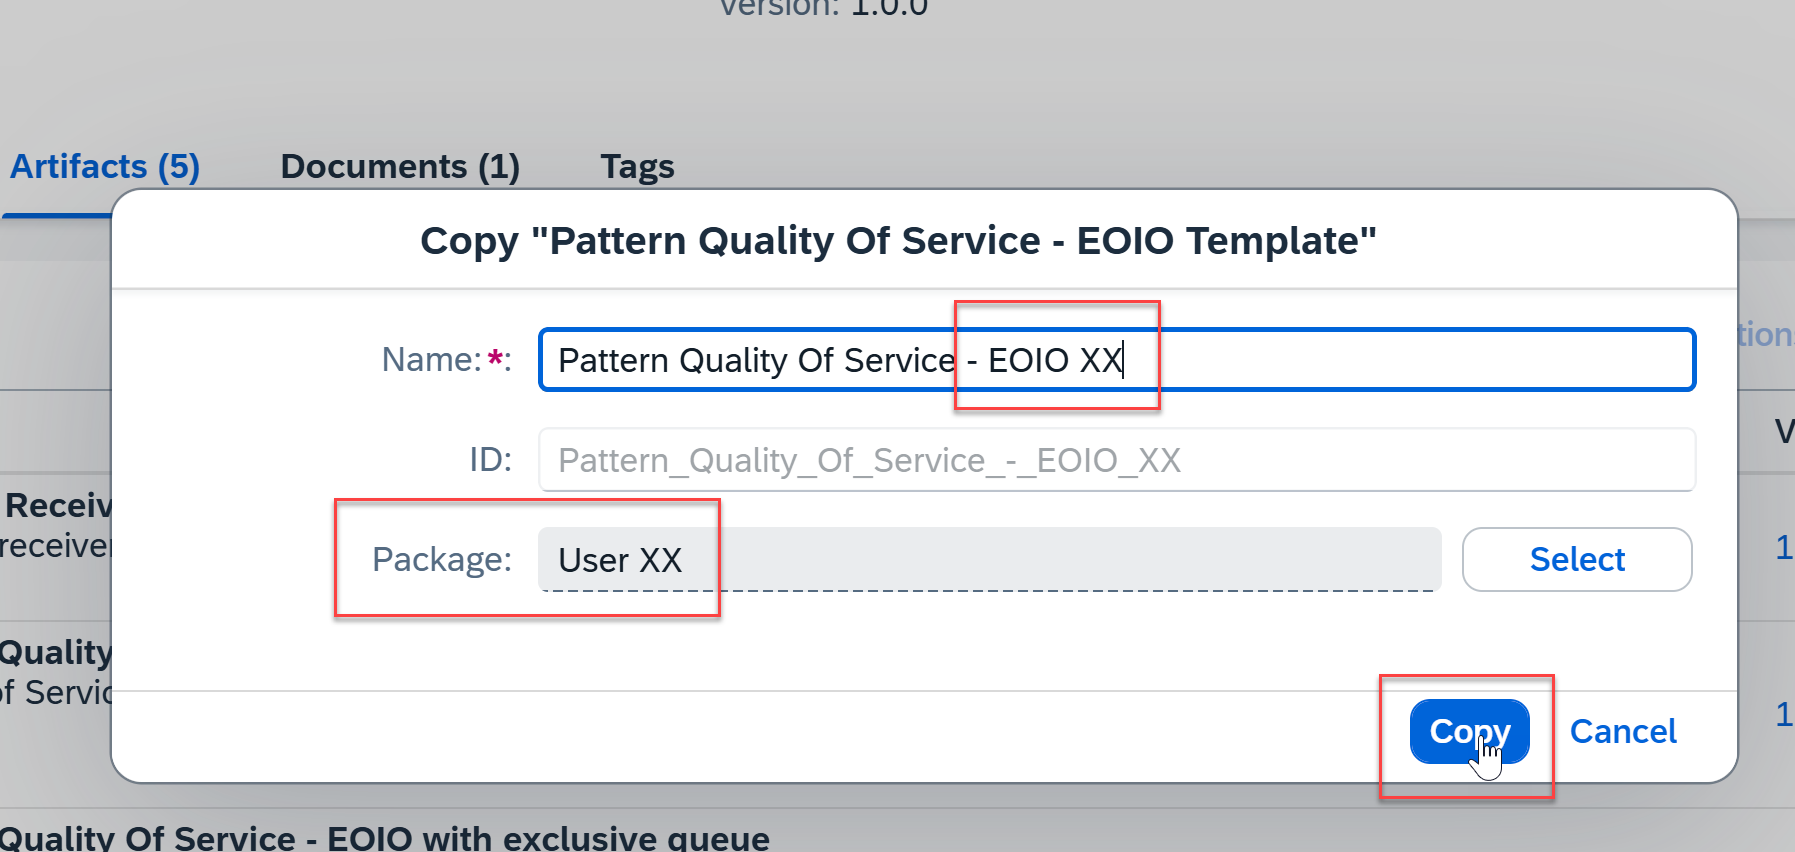 Version: 1.0.0
Artifacts (5) Documents (1) Tags
Copy "Pattern Quality Of Service - EOIO Template"
Name:*: Pattern Quality Of Service - EOIO XX
ID: Pattern_Quality_Of_Service_-_EOIO_XX
Receiv
receiver
Package: User XX Select
1
Quality
of Servic
1
Copy Cancel
Quality Of Service - EOIO with exclusive queue